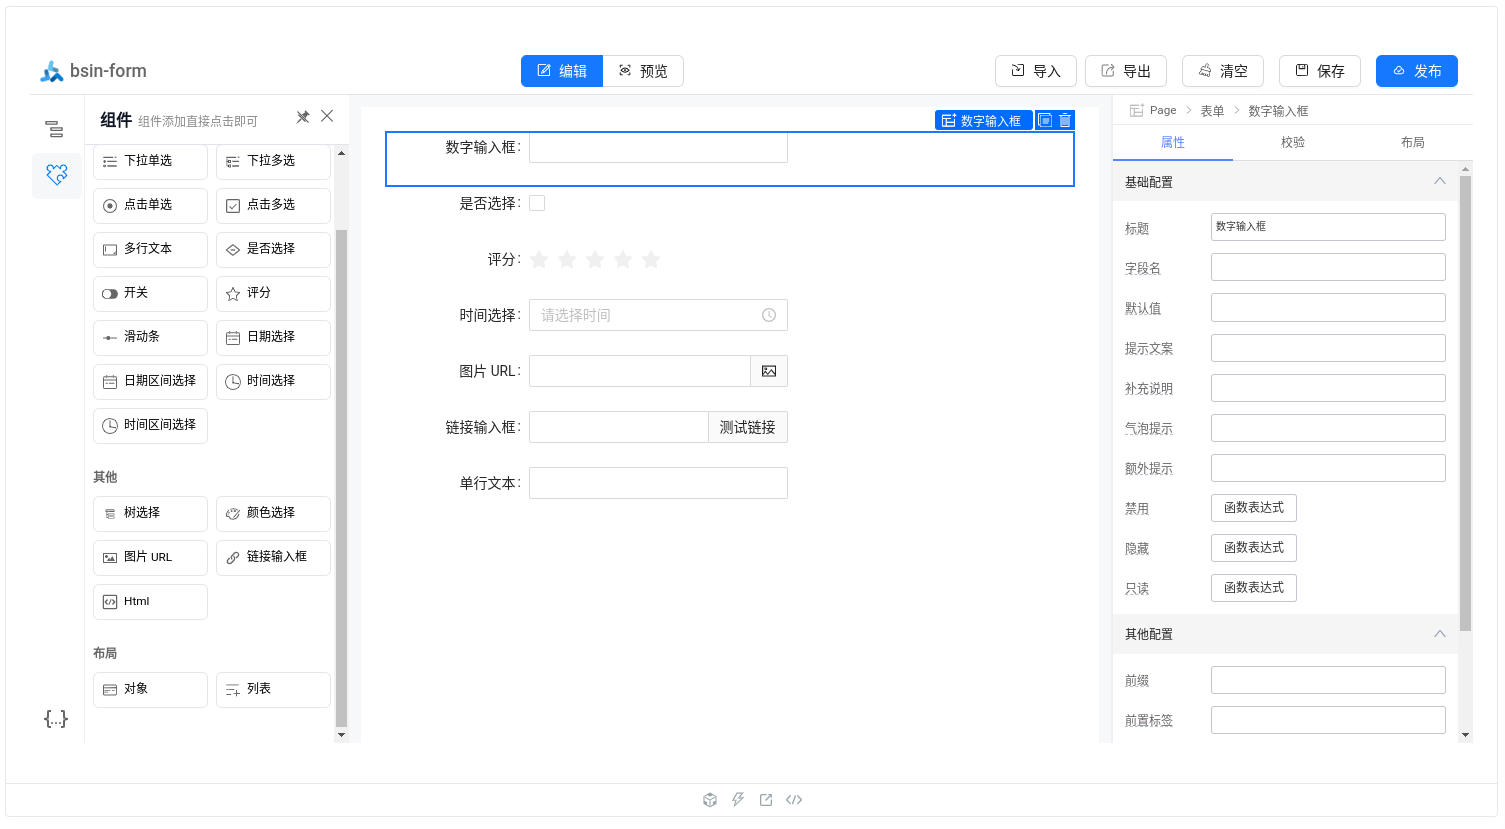 bsin-form
编辑
预览
导入
导出
清空
保存
发布
组件 组件添加直接点击即可
下拉单选
下拉多选
点击单选
点击多选
多行文本
是否选择
开关
评分
滑动条
日期选择
日期区间选择
时间选择
时间区间选择
其他
树选择
颜色选择
图片 URL
链接输入框
Html
布局
对象
列表
{...}
数字输入框
数字输入框:
是否选择:
评分:
时间选择: 请选择时间
图片 URL:
链接输入框: 测试链接
单行文本:
Page > 表单 > 数字输入框
属性
校验
布局
基础配置
标题 数字输入框
字段名
默认值
提示文案
补充说明
气泡提示
额外提示
禁用 函数表达式
隐藏 函数表达式
只读 函数表达式
其他配置
前缀
前置标签